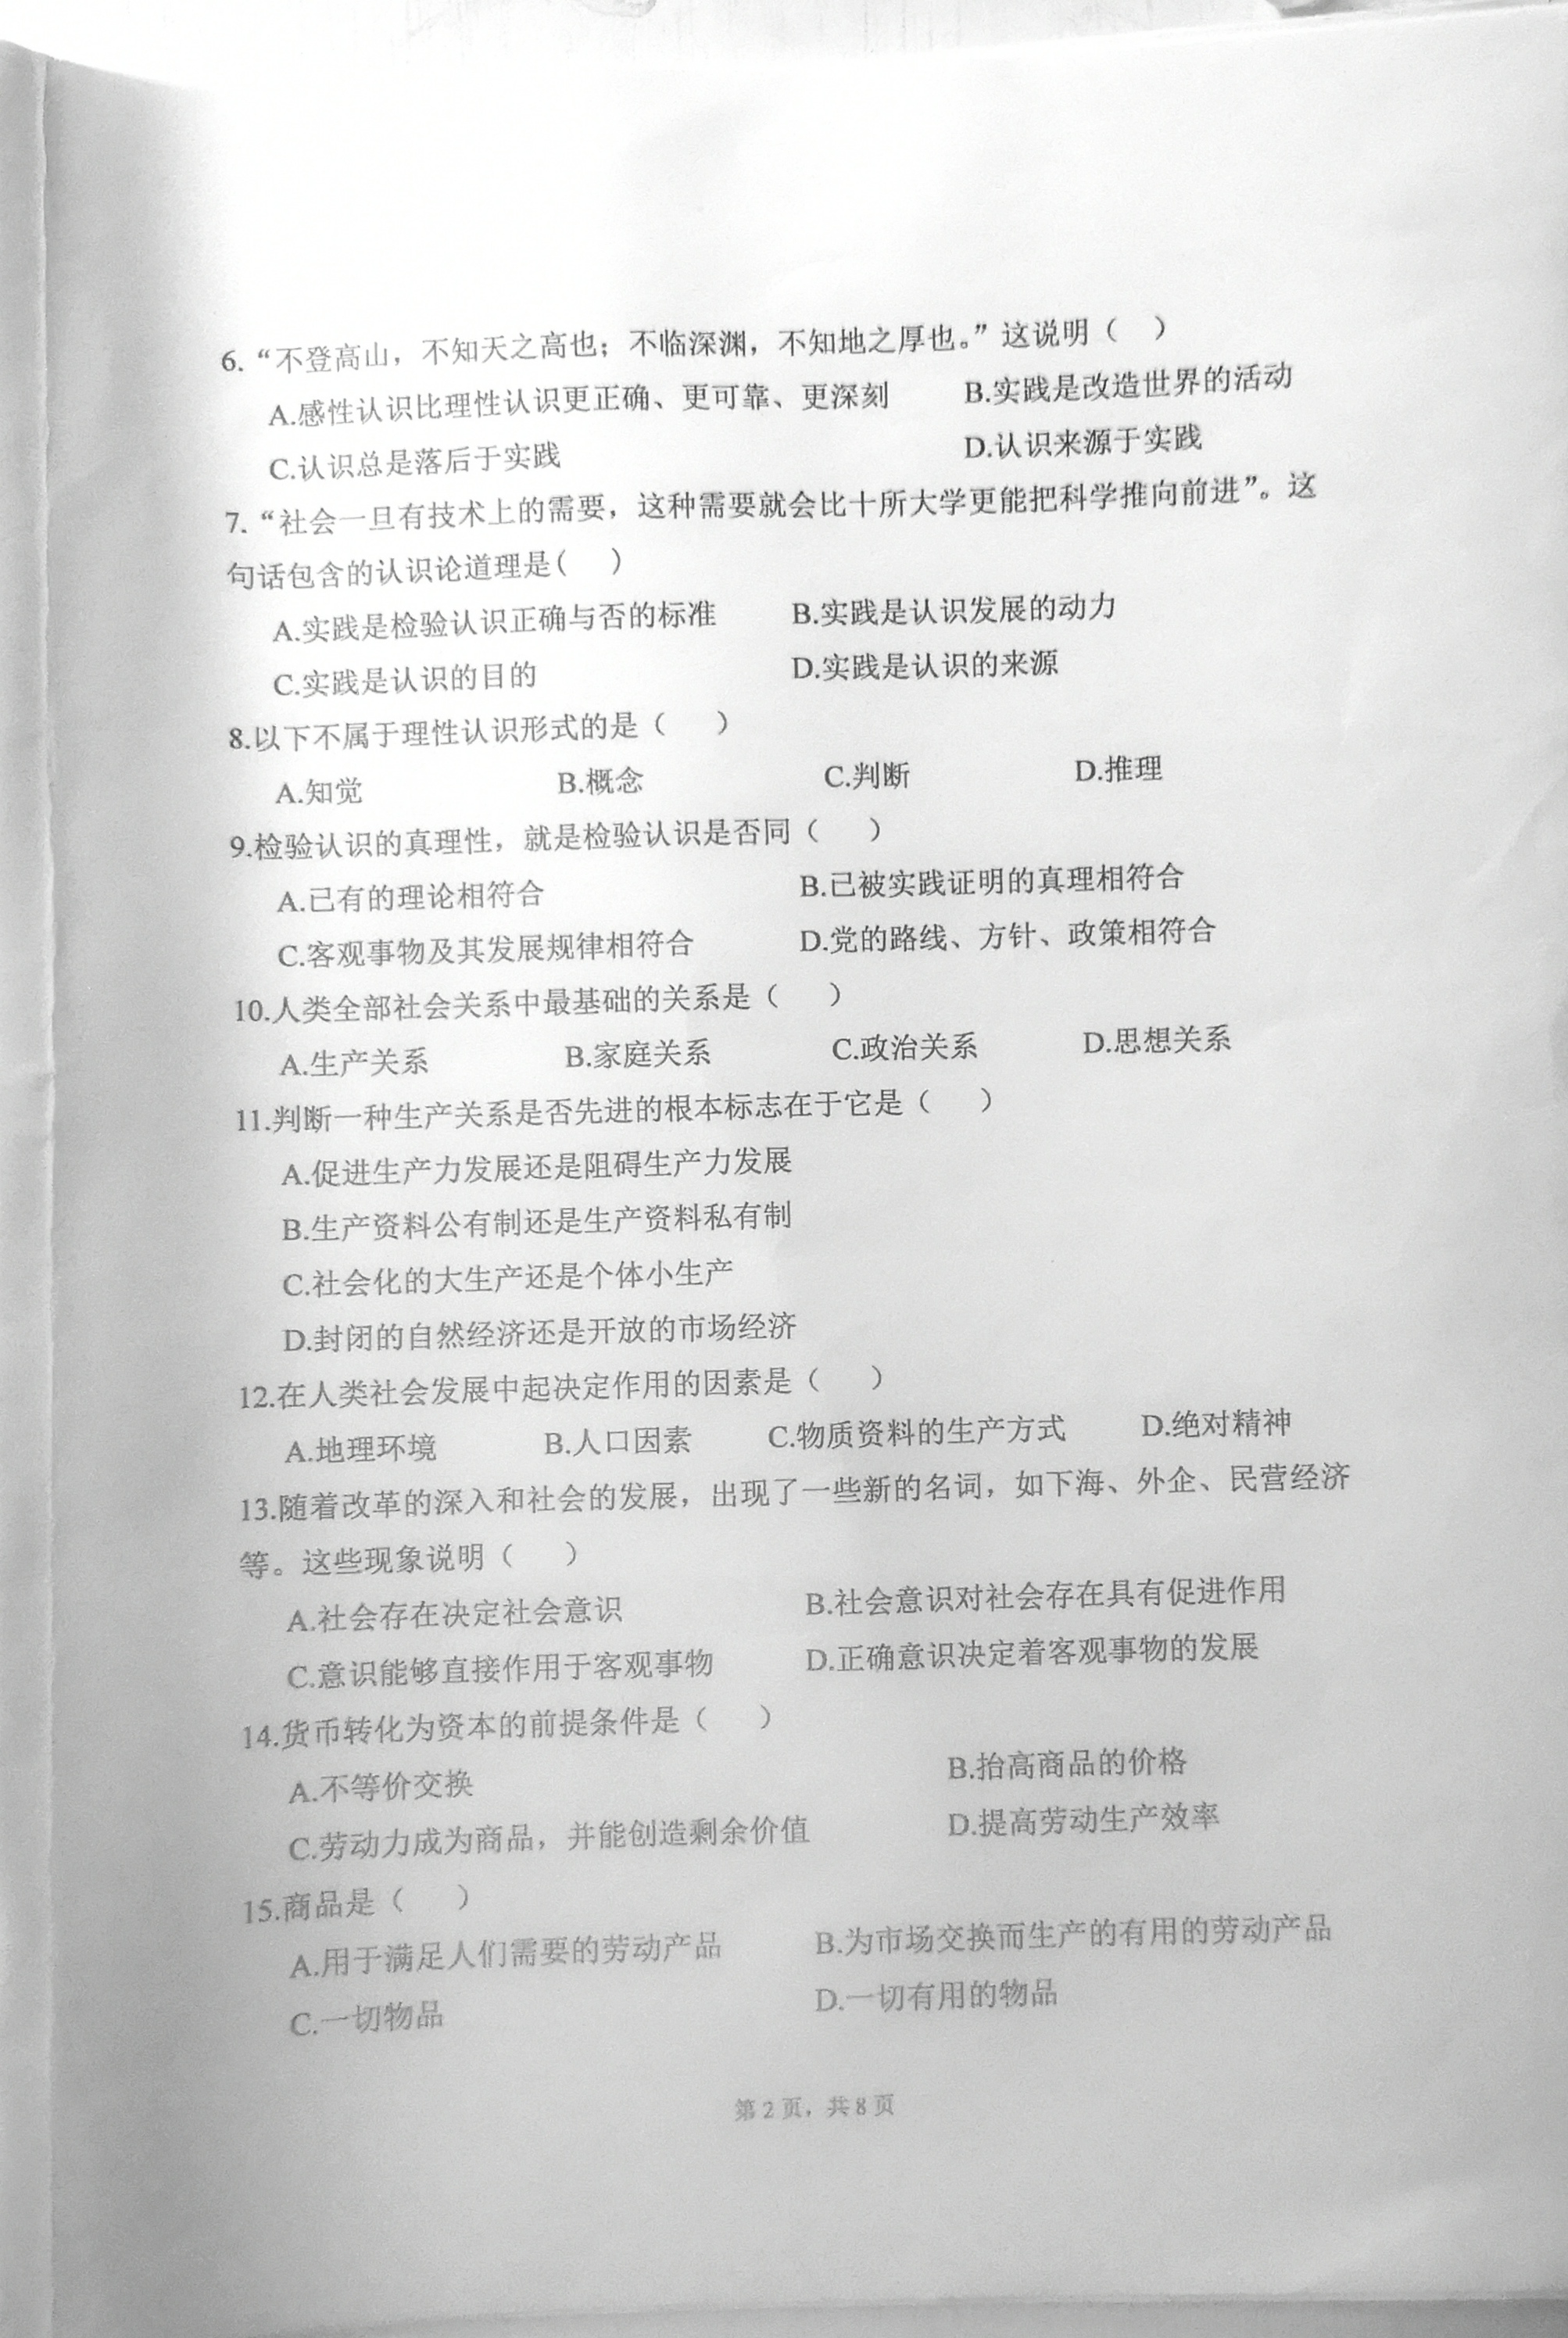 6. “不登高山，不知天之高也；不临深渊，不知地之厚也。”这说明（ ）
A.感性认识比理性认识更正确、更可靠、更深刻 B.实践是改造世界的活动
C.认识总是落后于实践 D.认识来源于实践
7. “社会一旦有技术上的需要，这种需要就会比十所大学更能把科学推向前进”。这
句话包含的认识论道理是( )
A.实践是检验认识正确与否的标准 B.实践是认识发展的动力
C.实践是认识的目的 D.实践是认识的来源
8.以下不属于理性认识形式的是（ ）
A.知觉 B.概念 C.判断 D.推理
9.检验认识的真理性，就是检验认识是否同（ ）
A.已有的理论相符合 B.已被实践证明的真理相符合
C.客观事物及其发展规律相符合 D.党的路线、方针、政策相符合
10.人类全部社会关系中最基础的关系是（ ）
A.生产关系 B.家庭关系 C.政治关系 D.思想关系
11.判断一种生产关系是否先进的根本标志在于它是（ ）
A.促进生产力发展还是阻碍生产力发展
B.生产资料公有制还是生产资料私有制
C.社会化的大生产还是个体小生产
D.封闭的自然经济还是开放的市场经济
12.在人类社会发展中起决定作用的因素是（ ）
A.地理环境 B.人口因素 C.物质资料的生产方式 D.绝对精神
13.随着改革的深入和社会的发展，出现了一些新的名词，如下海、外企、民营经济
等。这些现象说明（ ）
A.社会存在决定社会意识 B.社会意识对社会存在具有促进作用
C.意识能够直接作用于客观事物 D.正确意识决定着客观事物的发展
14.货币转化为资本的前提条件是（ ）
A.不等价交换 B.抬高商品的价格
C.劳动力成为商品，并能创造剩余价值 D.提高劳动生产效率
15.商品是（ ）
A.用于满足人们需要的劳动产品 B.为市场交换而生产的有用的劳动产品
C.一切物品 D.一切有用的物品
第 2 页，共 8 页